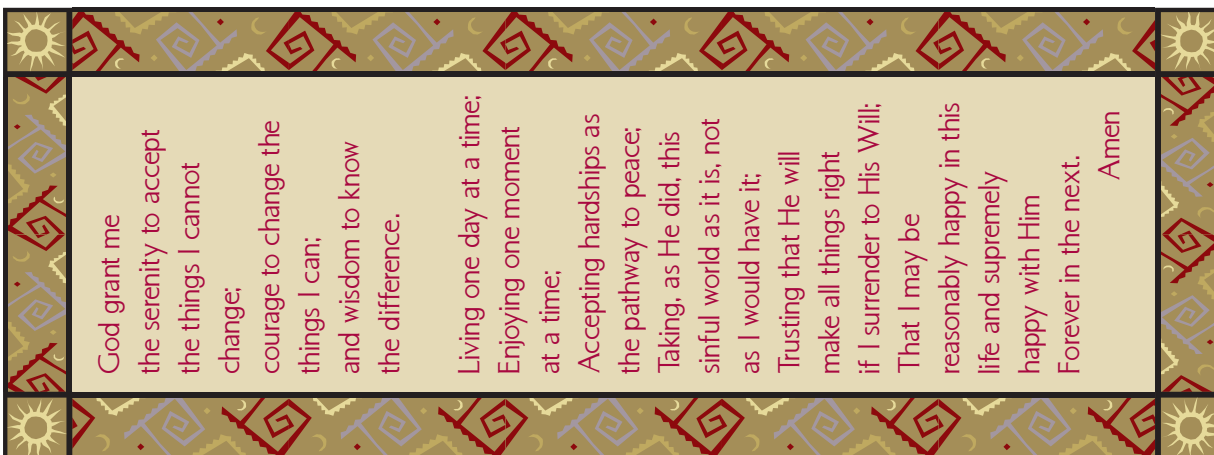 God grant me
the serenity to accept
the things I cannot
change;
courage to change the
things I can;
and wisdom to know
the difference.
Living one day at a time;
Enjoying one moment
at a time;
Accepting hardships as
the pathway to peace;
Taking, as He did, this
sinful world as it is, not
as I would have it;
Trusting that He will
make all things right
if I surrender to His Will;
That I may be
reasonably happy in this
life and supremely
happy with Him
Forever in the next.
Amen